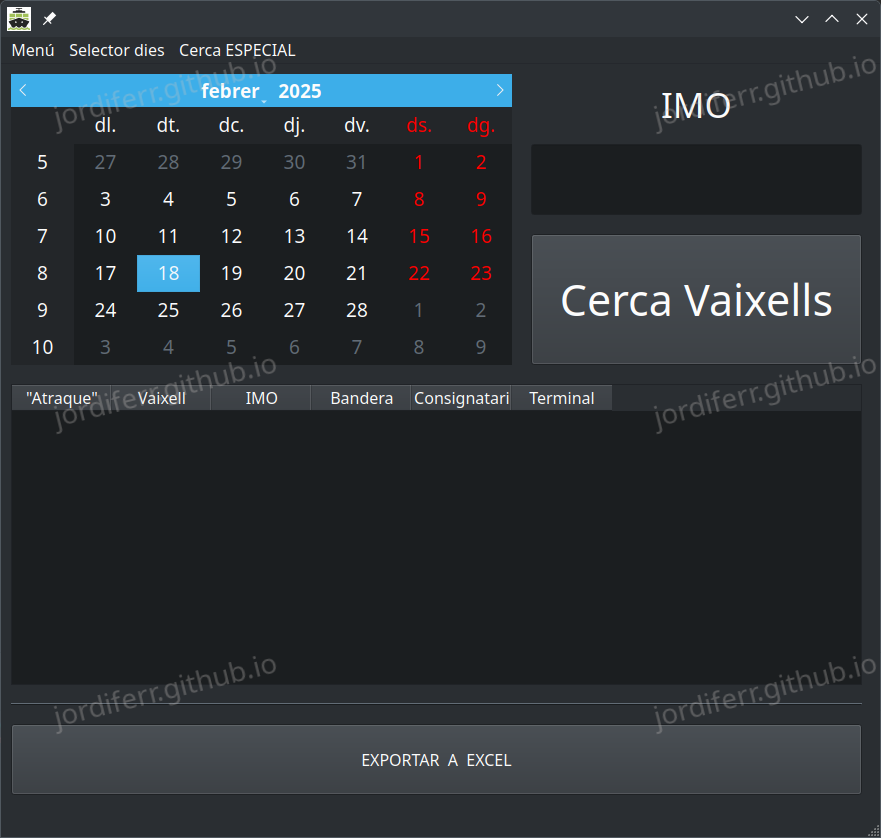 Menú Selector dies Cerca ESPECIAL
febrer 2025
dl. dt. dc. dj. dv. ds. dg.
5 27 28 29 30 31 1 2
6 3 4 5 6 7 8 9
7 10 11 12 13 14 15 16
8 17 18 19 20 21 22 23
9 24 25 26 27 28 1 2
10 3 4 5 6 7 8 9
IMO
Cerca Vaixells
"Atraque" Vaixell IMO Bandera Consignatari Terminal
EXPORTAR A EXCEL
jordiferr.github.io
jordiferr.github.io
jordiferr.github.io
jordiferr.github.io
jordiferr.github.io
jordiferr.github.io